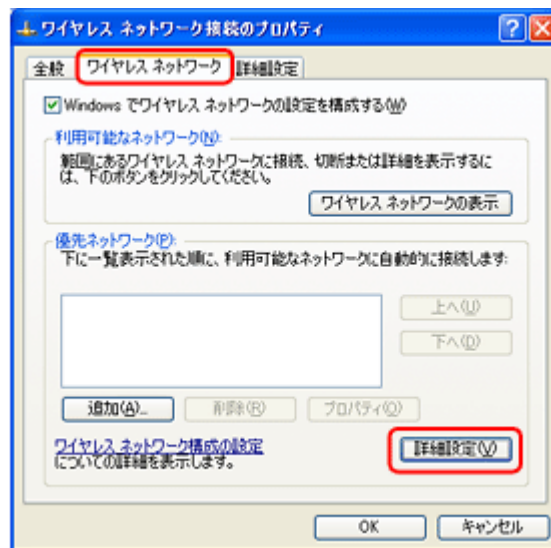 ワイヤレス ネットワーク接続のプロパティ
全般 ワイヤレス ネットワーク 詳細設定
Windows でワイヤレス ネットワークの設定を構成する(W)
利用可能なネットワーク(N):
範囲にあるワイヤレス ネットワークに接続、切断または詳細を表示するに
は、下のボタンをクリックしてください。
ワイヤレス ネットワークの表示
優先ネットワーク(P):
下に一覧表示された順に、利用可能なネットワークに自動的に接続します:
上へ(U)
下へ(D)
追加(A)... 削除(R) プロパティ(O)
ワイヤレス ネットワーク構成の設定
についての詳細を表示します。
詳細設定(V)
OK キャンセル